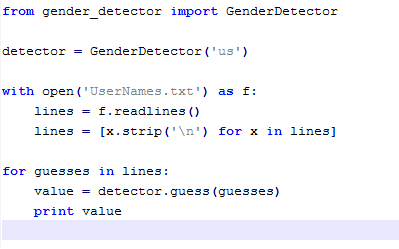 from gender_detector import GenderDetector
detector = GenderDetector('us')
with open('UserNames.txt') as f:
    lines = f.readlines()
    lines = [x.strip('\n') for x in lines]
for guesses in lines:
    value = detector.guess(guesses)
    print value